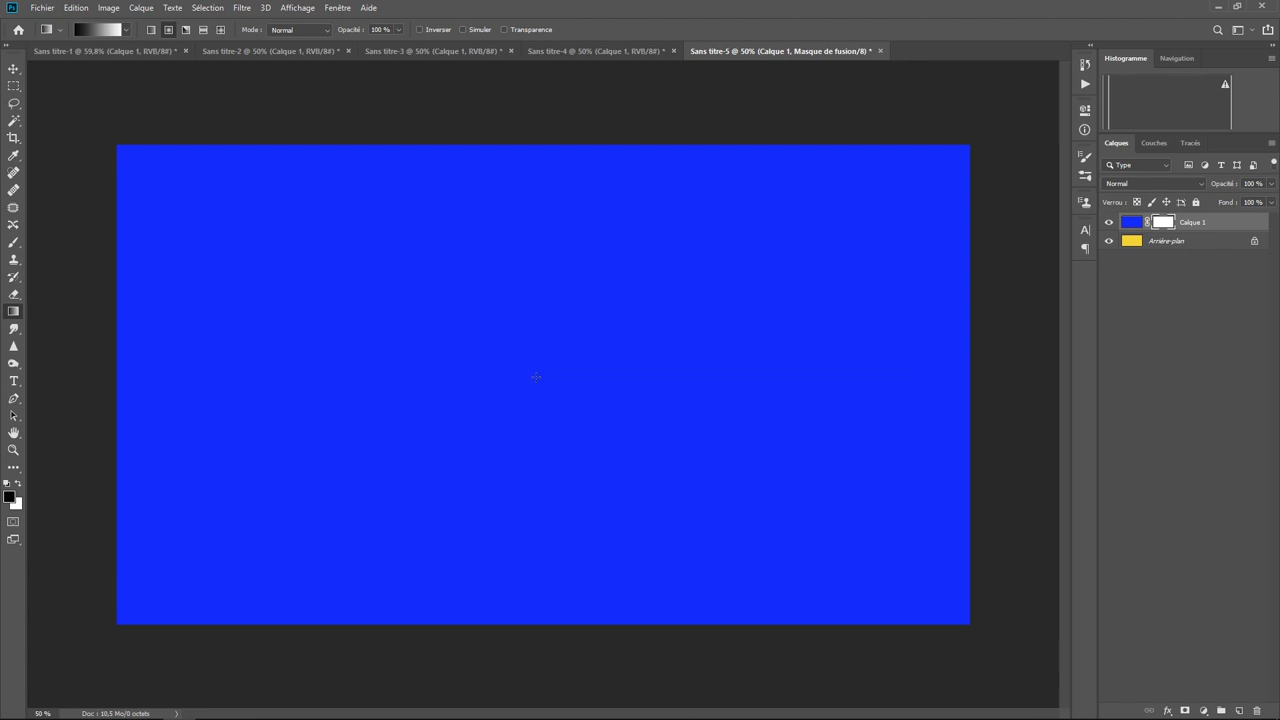 Ps Fichier Edition Image Calque Texte Sélection Filtre 3D Affichage Fenêtre Aide
Mode : Normal Opacité : 100 % Inverser Simuler Transparence
Sans titre-1 @ 59,8% (Calque 1, RVB/8#) * × Sans titre-2 @ 50% (Calque 1, RVB/8#) * × Sans titre-3 @ 50% (Calque 1, RVB/8#) * × Sans titre-4 @ 50% (Calque 1, RVB/8#) * × Sans titre-5 @ 50% (Calque 1, Masque de fusion/8) * ×
Histogramme Navigation
Calques Couches Tracés
Type
Normal Opacité : 100 %
Verrou : Fond : 100 %
Calque 1
Arrière-plan
50 % Doc : 10,5 Mo/0 octets